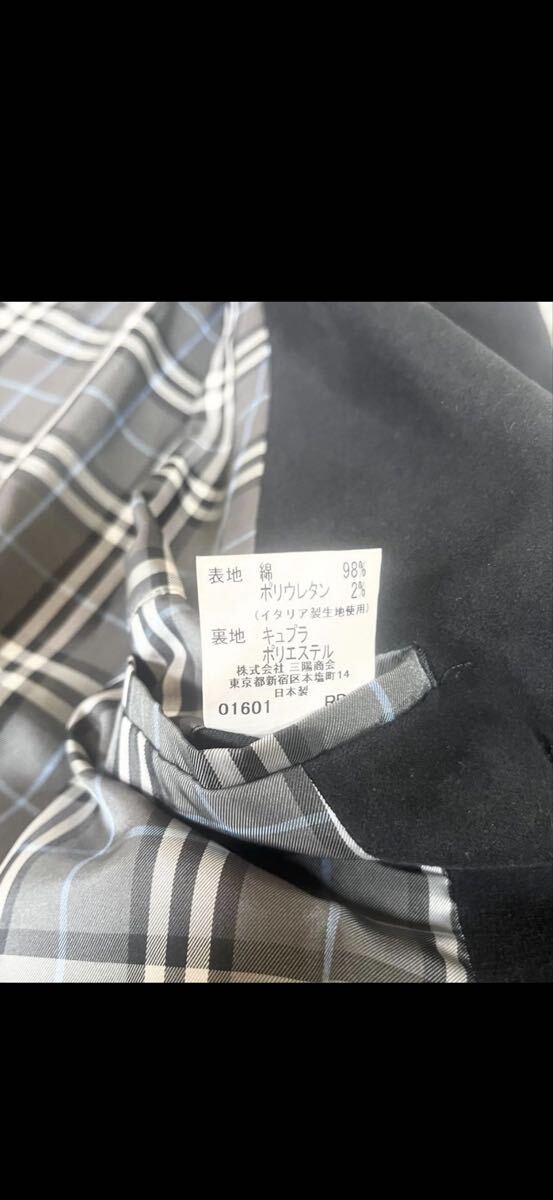 表地 綿 98%
ポリウレタン 2%
(イタリア製生地使用)
裏地 キュプラ
ポリエステル
株式会社 三陽商会
東京都新宿区本塩町14
日本製
01601